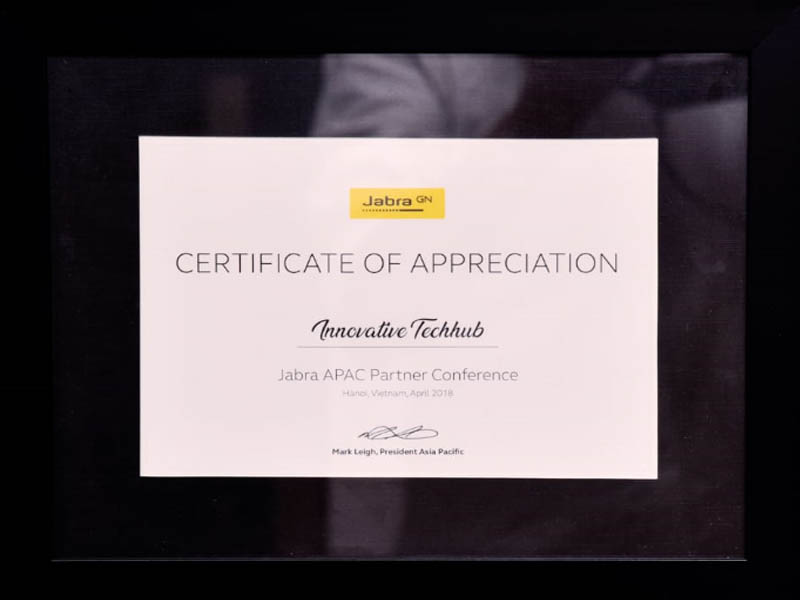 Jabra GN
CERTIFICATE OF APPRECIATION
Innovative Techhub
Jabra APAC Partner Conference
Hanoi, Vietnam, April 2018
Mark Leigh, President Asia Pacific